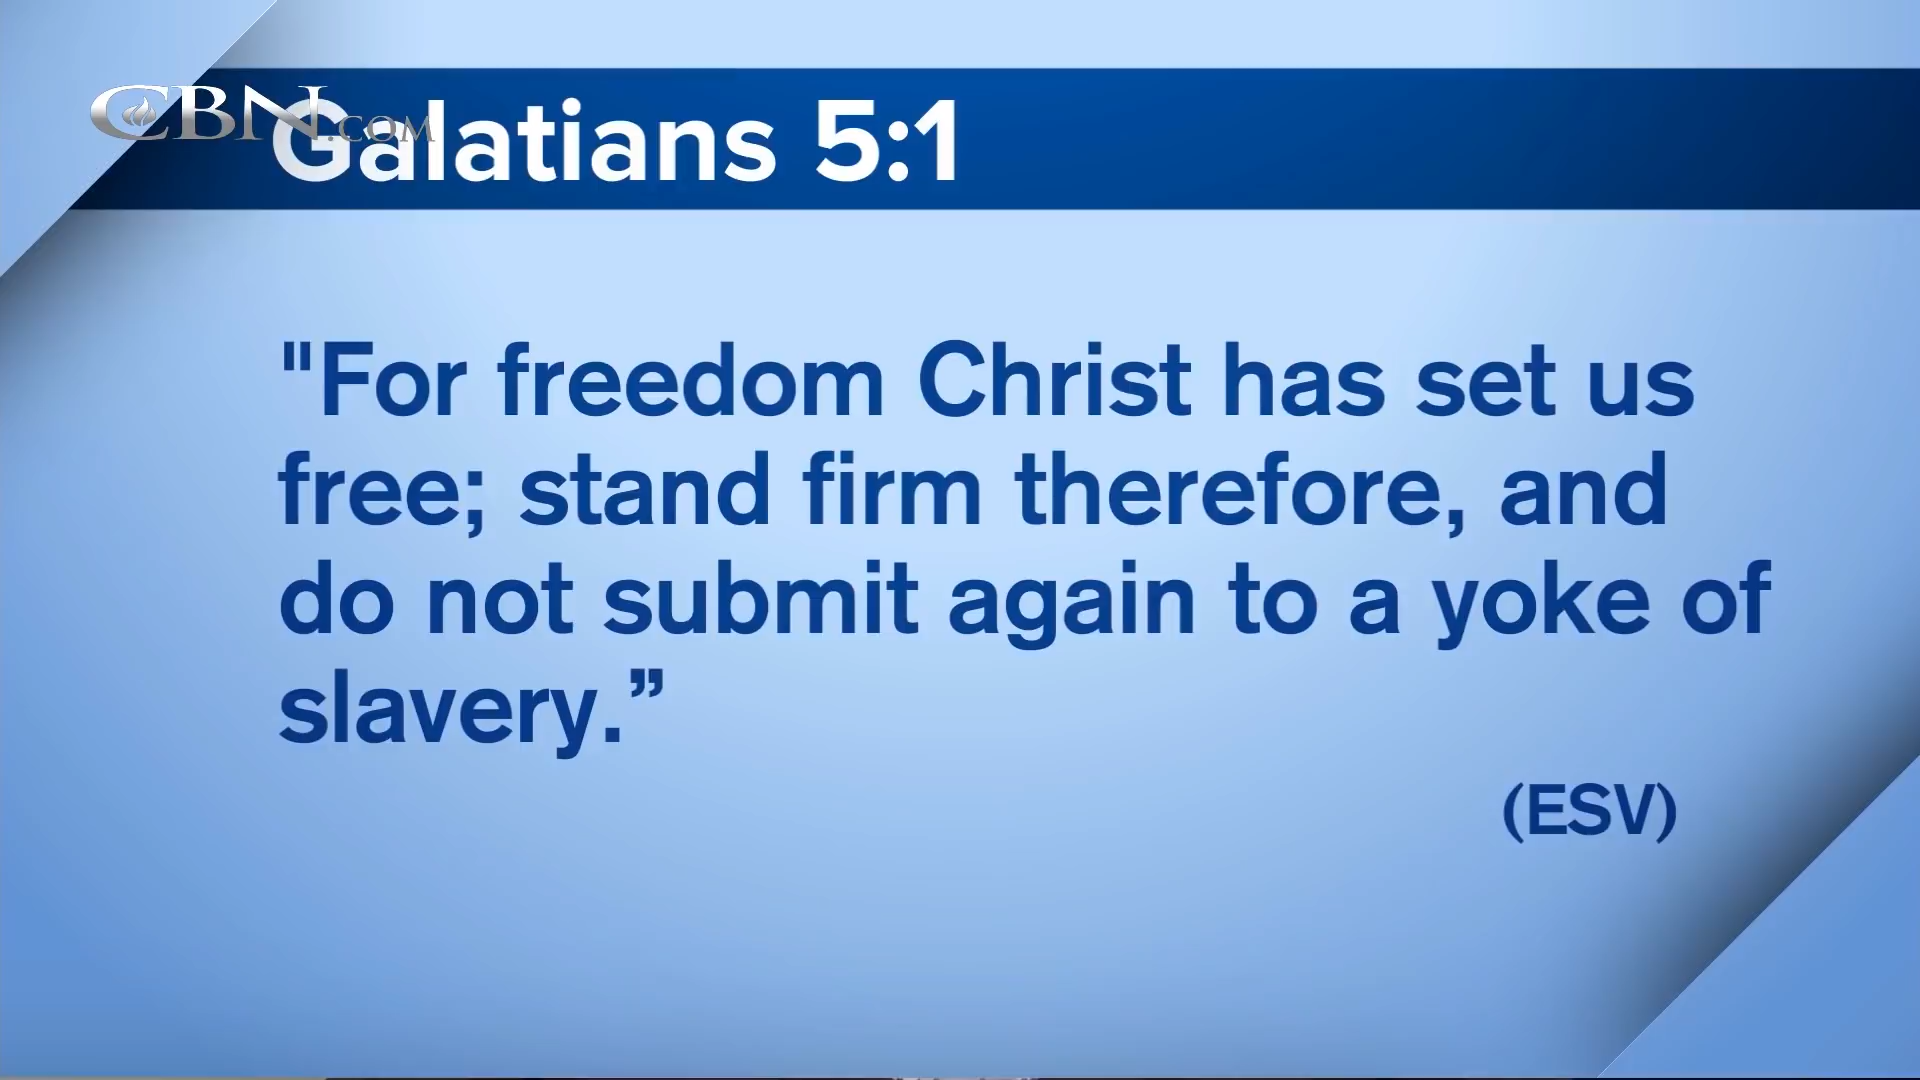 CBN.COM
Galatians 5:1
"For freedom Christ has set us
free; stand firm therefore, and
do not submit again to a yoke of
slavery.”
(ESV)